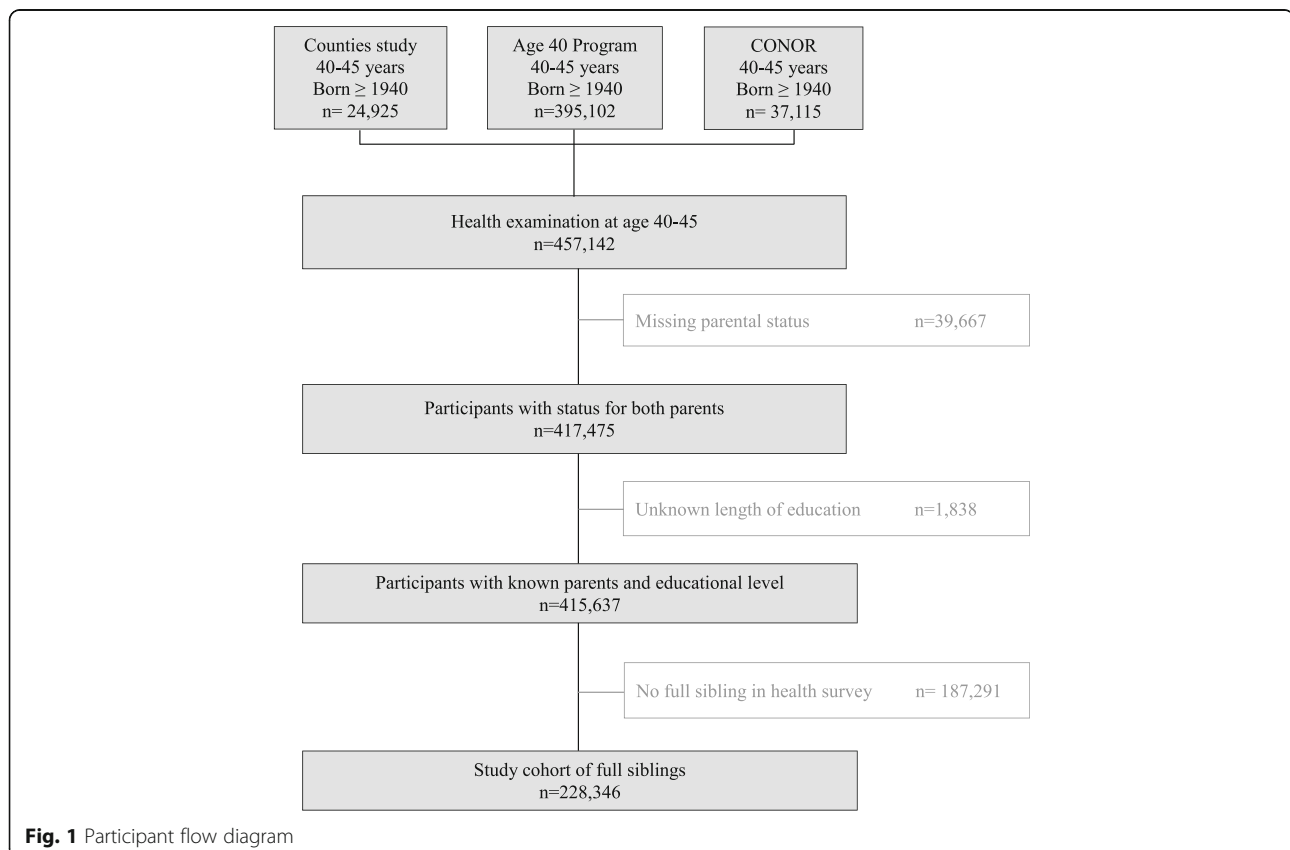 Counties study
40-45 years
Born ≥ 1940
n= 24,925
Age 40 Program
40-45 years
Born ≥ 1940
n=395,102
CONOR
40-45 years
Born ≥ 1940
n= 37,115
Health examination at age 40-45
n=457,142
Missing parental status n=39,667
Participants with status for both parents
n=417,475
Unknown length of education n=1,838
Participants with known parents and educational level
n=415,637
No full sibling in health survey n= 187,291
Study cohort of full siblings
n=228,346
Fig. 1 Participant flow diagram